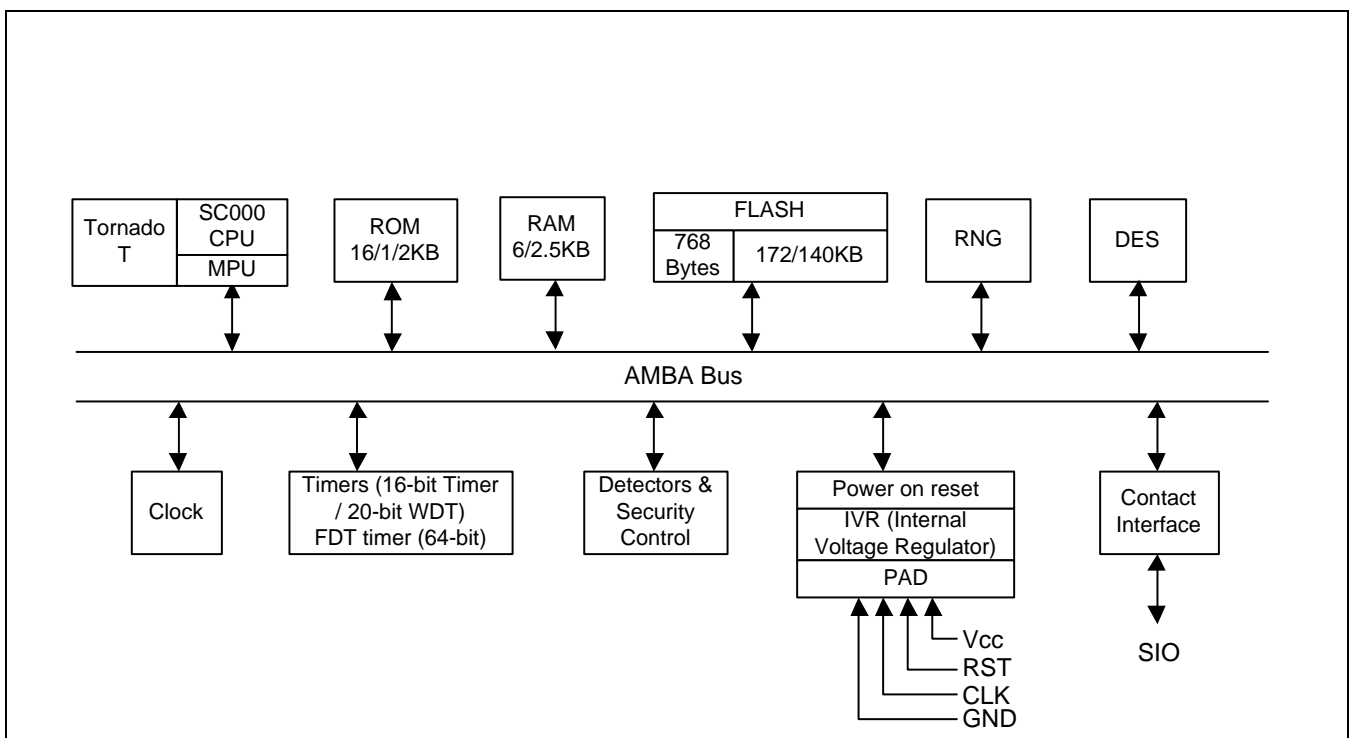 Tornado
T
SC000
CPU
MPU
ROM
16/1/2KB
RAM
6/2.5KB
FLASH
768
Bytes
172/140KB
RNG
DES
AMBA Bus
Clock
Timers (16-bit Timer
/ 20-bit WDT)
FDT timer (64-bit)
Detectors &
Security
Control
Power on reset
IVR (Internal
Voltage Regulator)
PAD
Contact
Interface
Vcc
RST
CLK
GND
SIO